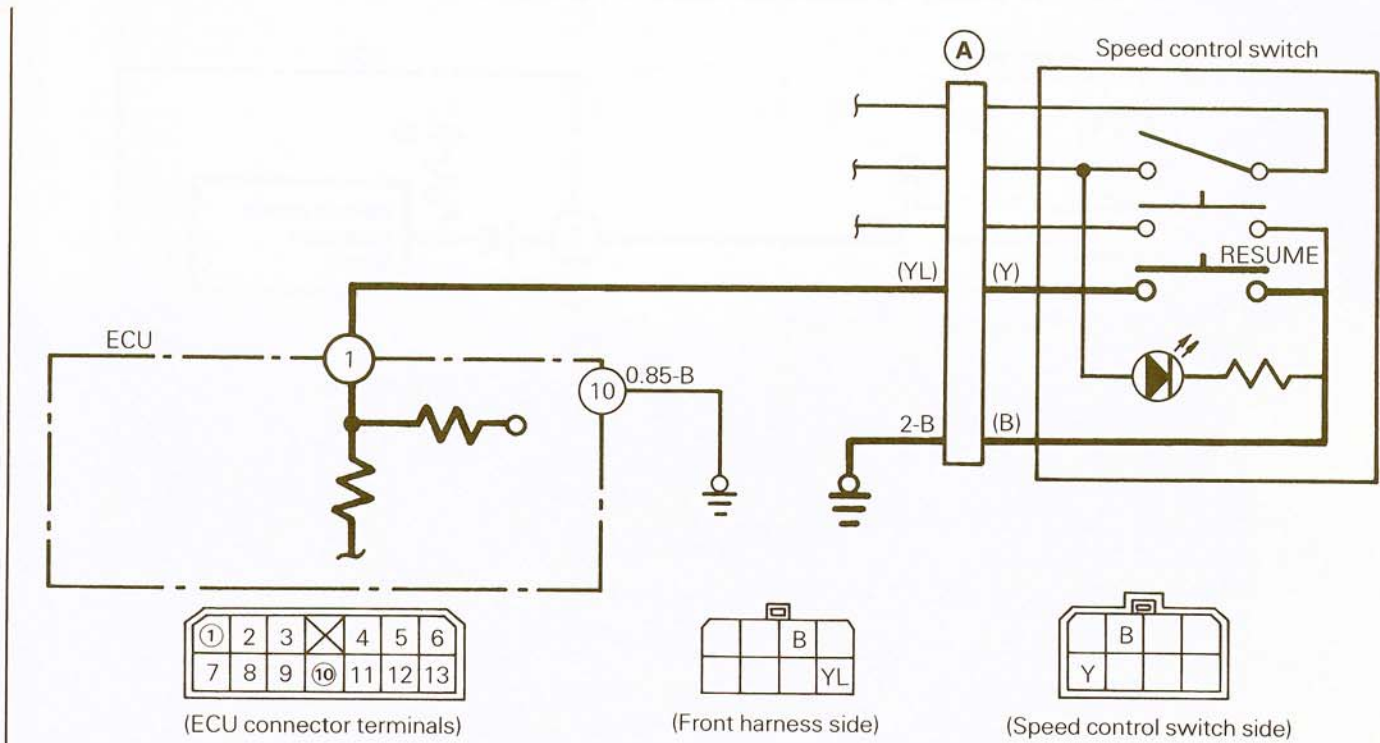 A
Speed control switch
RESUME
(YL) (Y)
ECU
1
10 0.85-B
2-B (B)
1 2 3 4 5 6
7 8 9 10 11 12 13
(ECU connector terminals)
B
YL
(Front harness side)
B
Y
(Speed control switch side)